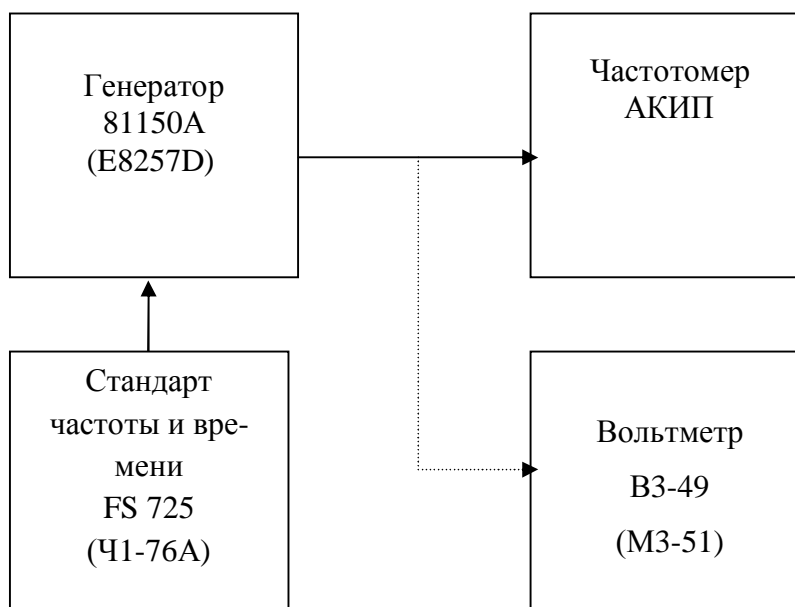 Генератор
81150A
(E8257D)
Частотомер
АКИП
Стандарт
частоты и вре-
мени
FS 725
(Ч1-76А)
Вольтметр
В3-49
(М3-51)